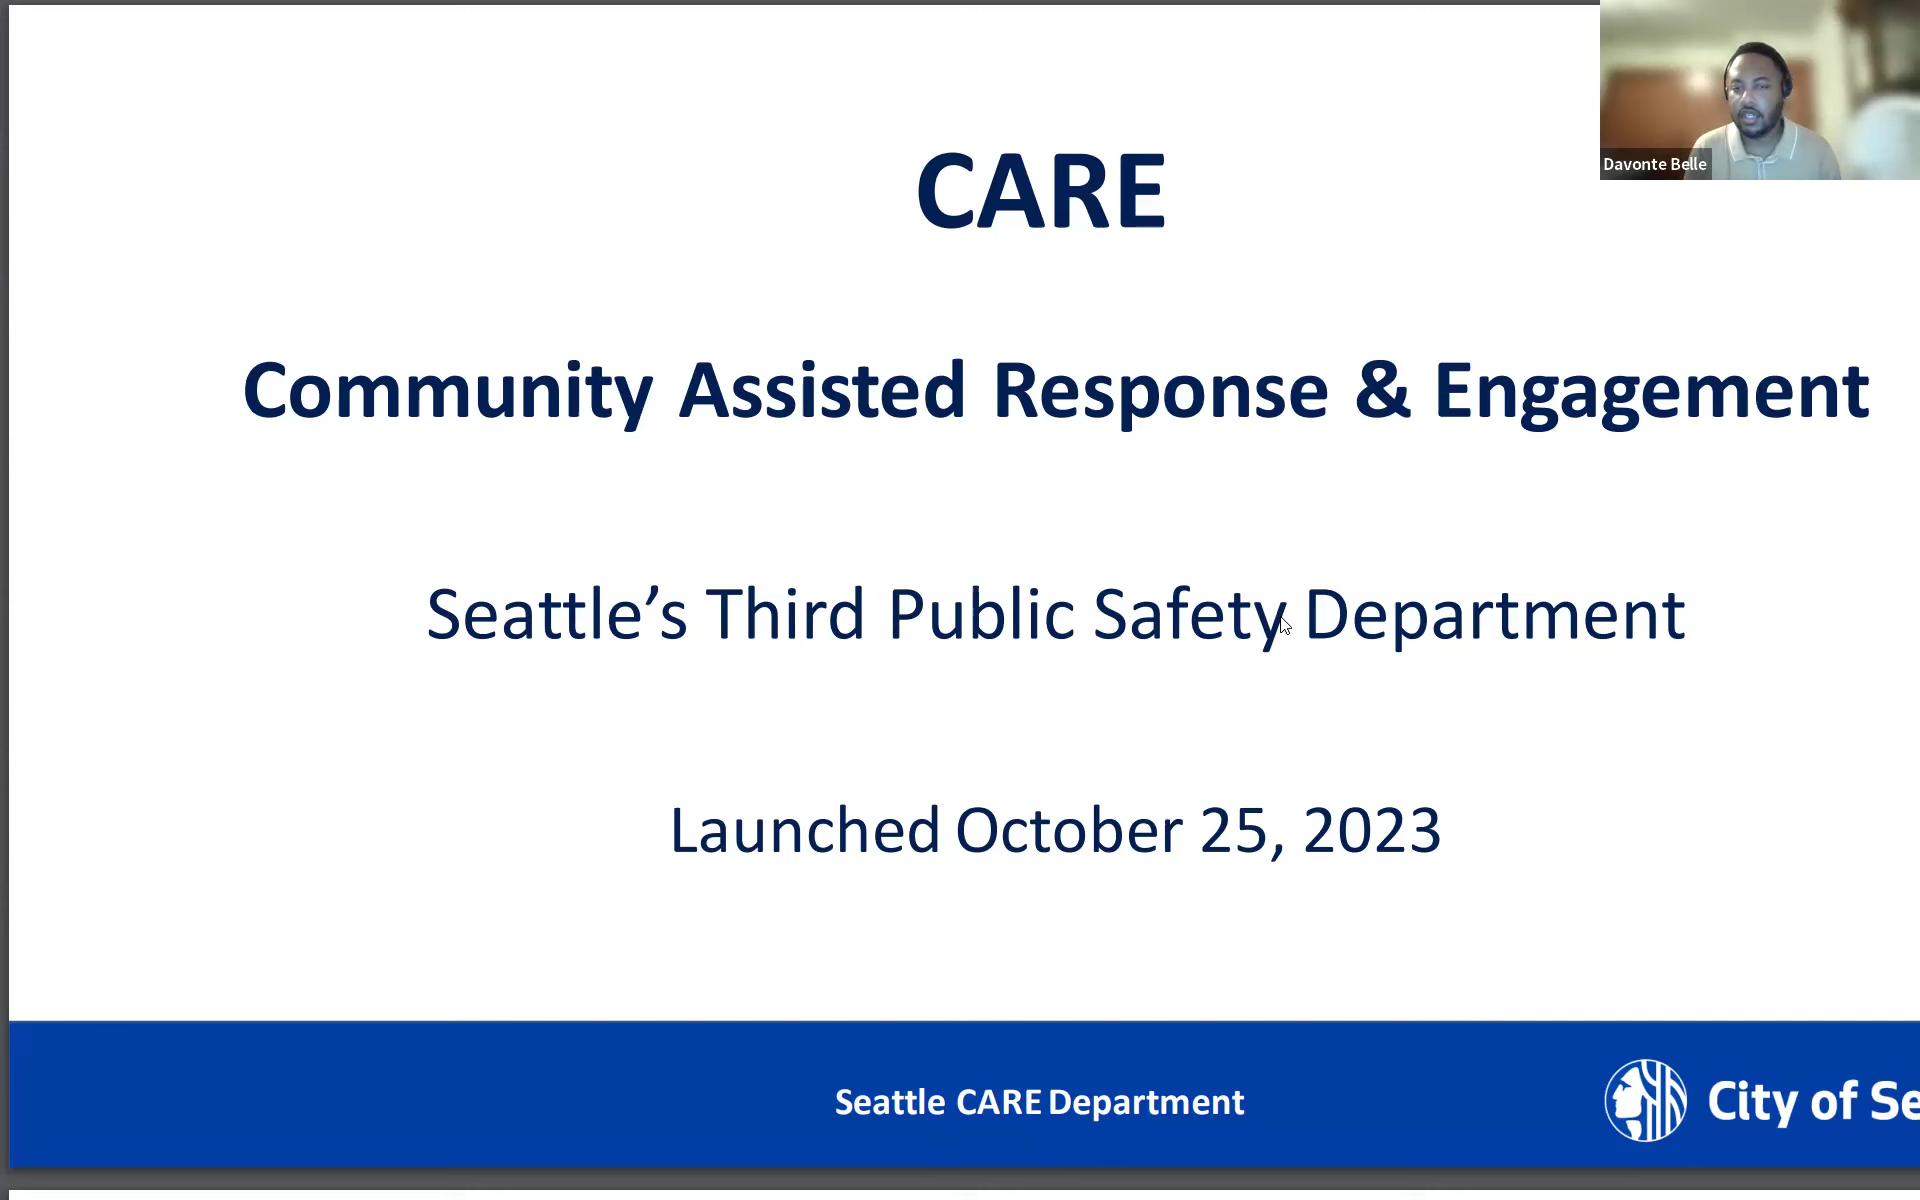 CARE
Davonte Belle
Community Assisted Response & Engagement
Seattle’s Third Public Safety Department
Launched October 25, 2023
Seattle CARE Department
City of Se